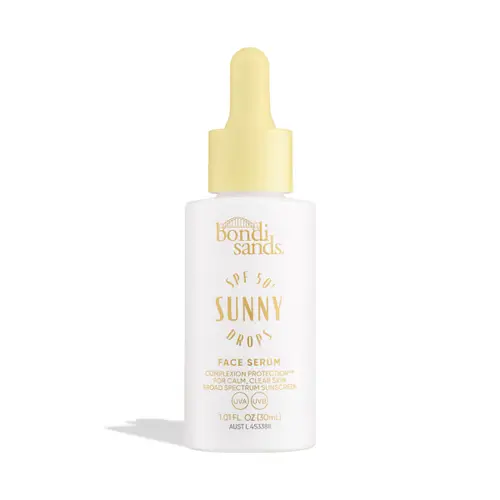 bondi
sands®
SPF 50+
SUNNY
DROPS
FACE SERUM
COMPLEXION PROTECTION™
FOR CALM, CLEAR SKIN
BROAD SPECTRUM SUNSCREEN
UVA UVB
1.01 FL. OZ (30mL)
AUST L